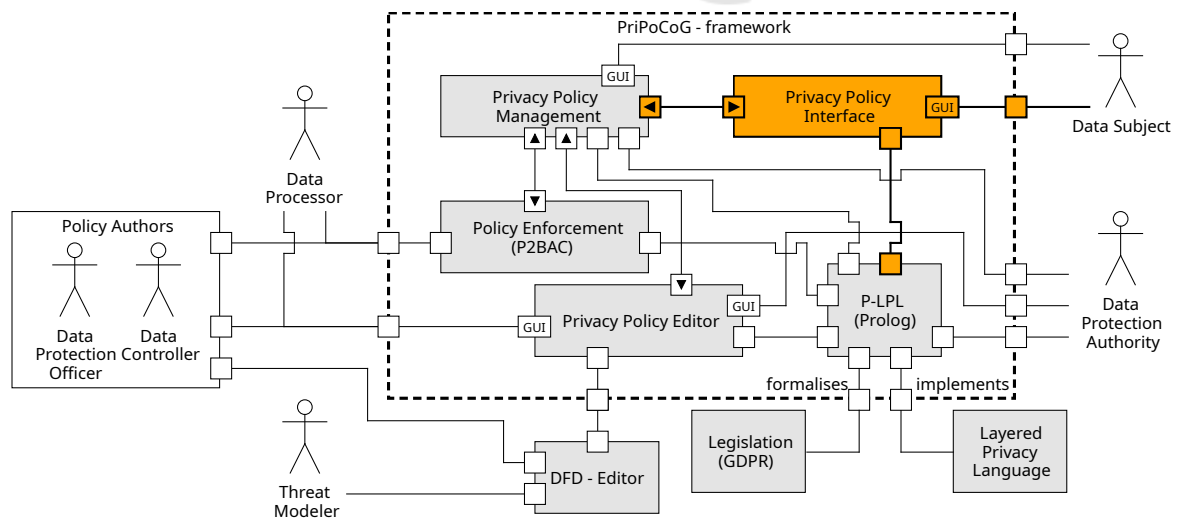 PriPoCoG - framework
GUI
Privacy Policy
Management
Privacy Policy
Interface
GUI
Data Subject
Data
Processor
Policy Authors
Data
Protection
Officer
Data
Controller
Policy Enforcement
(P2BAC)
GUI
Privacy Policy Editor
GUI
P-LPL
(Prolog)
Data
Protection
Authority
formalises
implements
Threat
Modeler
DFD - Editor
Legislation
(GDPR)
Layered
Privacy
Language